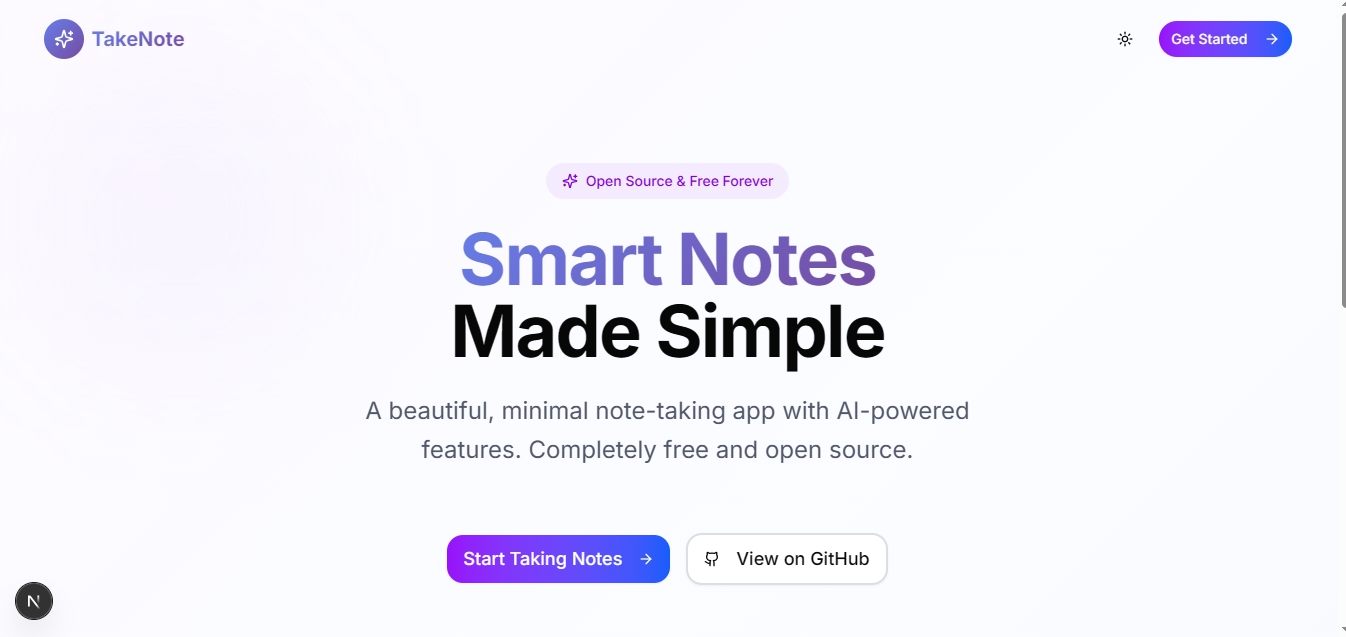 TakeNote
Get Started
Open Source & Free Forever
Smart Notes
Made Simple
A beautiful, minimal note-taking app with AI-powered
features. Completely free and open source.
Start Taking Notes
View on GitHub
N